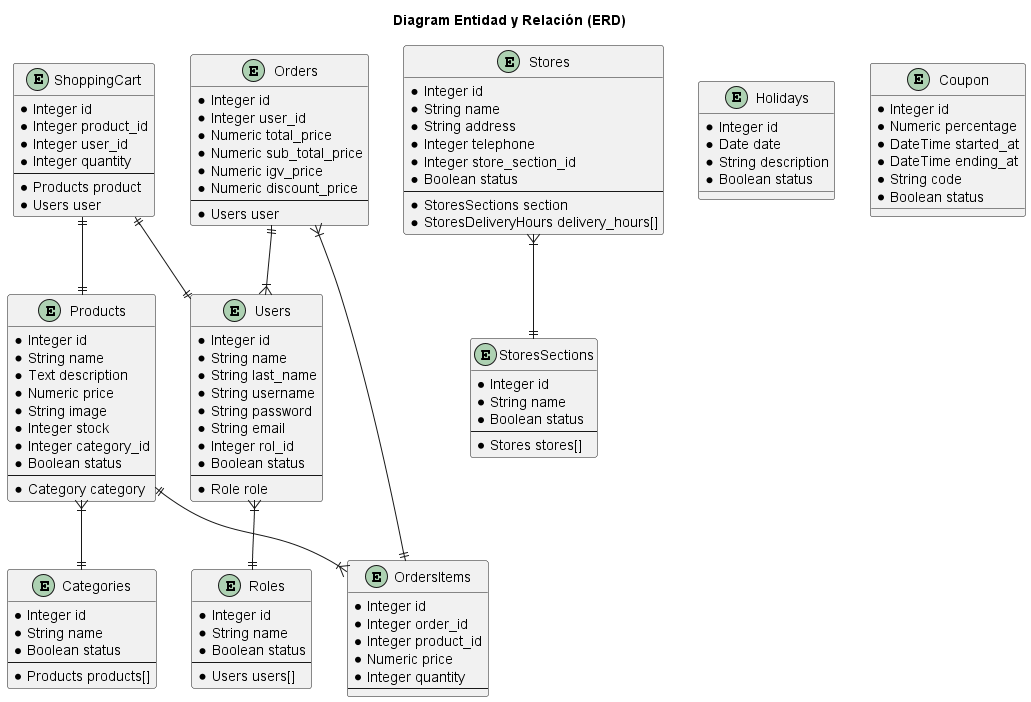 Diagram Entidad y Relación (ERD)
E ShoppingCart
Integer id
Integer product_id
Integer user_id
Integer quantity
Products product
Users user
E Orders
Integer id
Integer user_id
Numeric total_price
Numeric sub_total_price
Numeric igv_price
Numeric discount_price
Users user
E Stores
Integer id
String name
String address
Integer telephone
Integer store_section_id
Boolean status
StoresSections section
StoresDeliveryHours delivery_hours[]
E Holidays
Integer id
Date date
String description
Boolean status
E Coupon
Integer id
Numeric percentage
DateTime started_at
DateTime ending_at
String code
Boolean status
E Products
Integer id
String name
Text description
Numeric price
String image
Integer stock
Integer category_id
Boolean status
Category category
E Users
Integer id
String name
String last_name
String username
String password
String email
Integer rol_id
Boolean status
Role role
E StoresSections
Integer id
String name
Boolean status
Stores stores[]
E Categories
Integer id
String name
Boolean status
Products products[]
E Roles
Integer id
String name
Boolean status
Users users[]
E OrdersItems
Integer id
Integer order_id
Integer product_id
Numeric price
Integer quantity